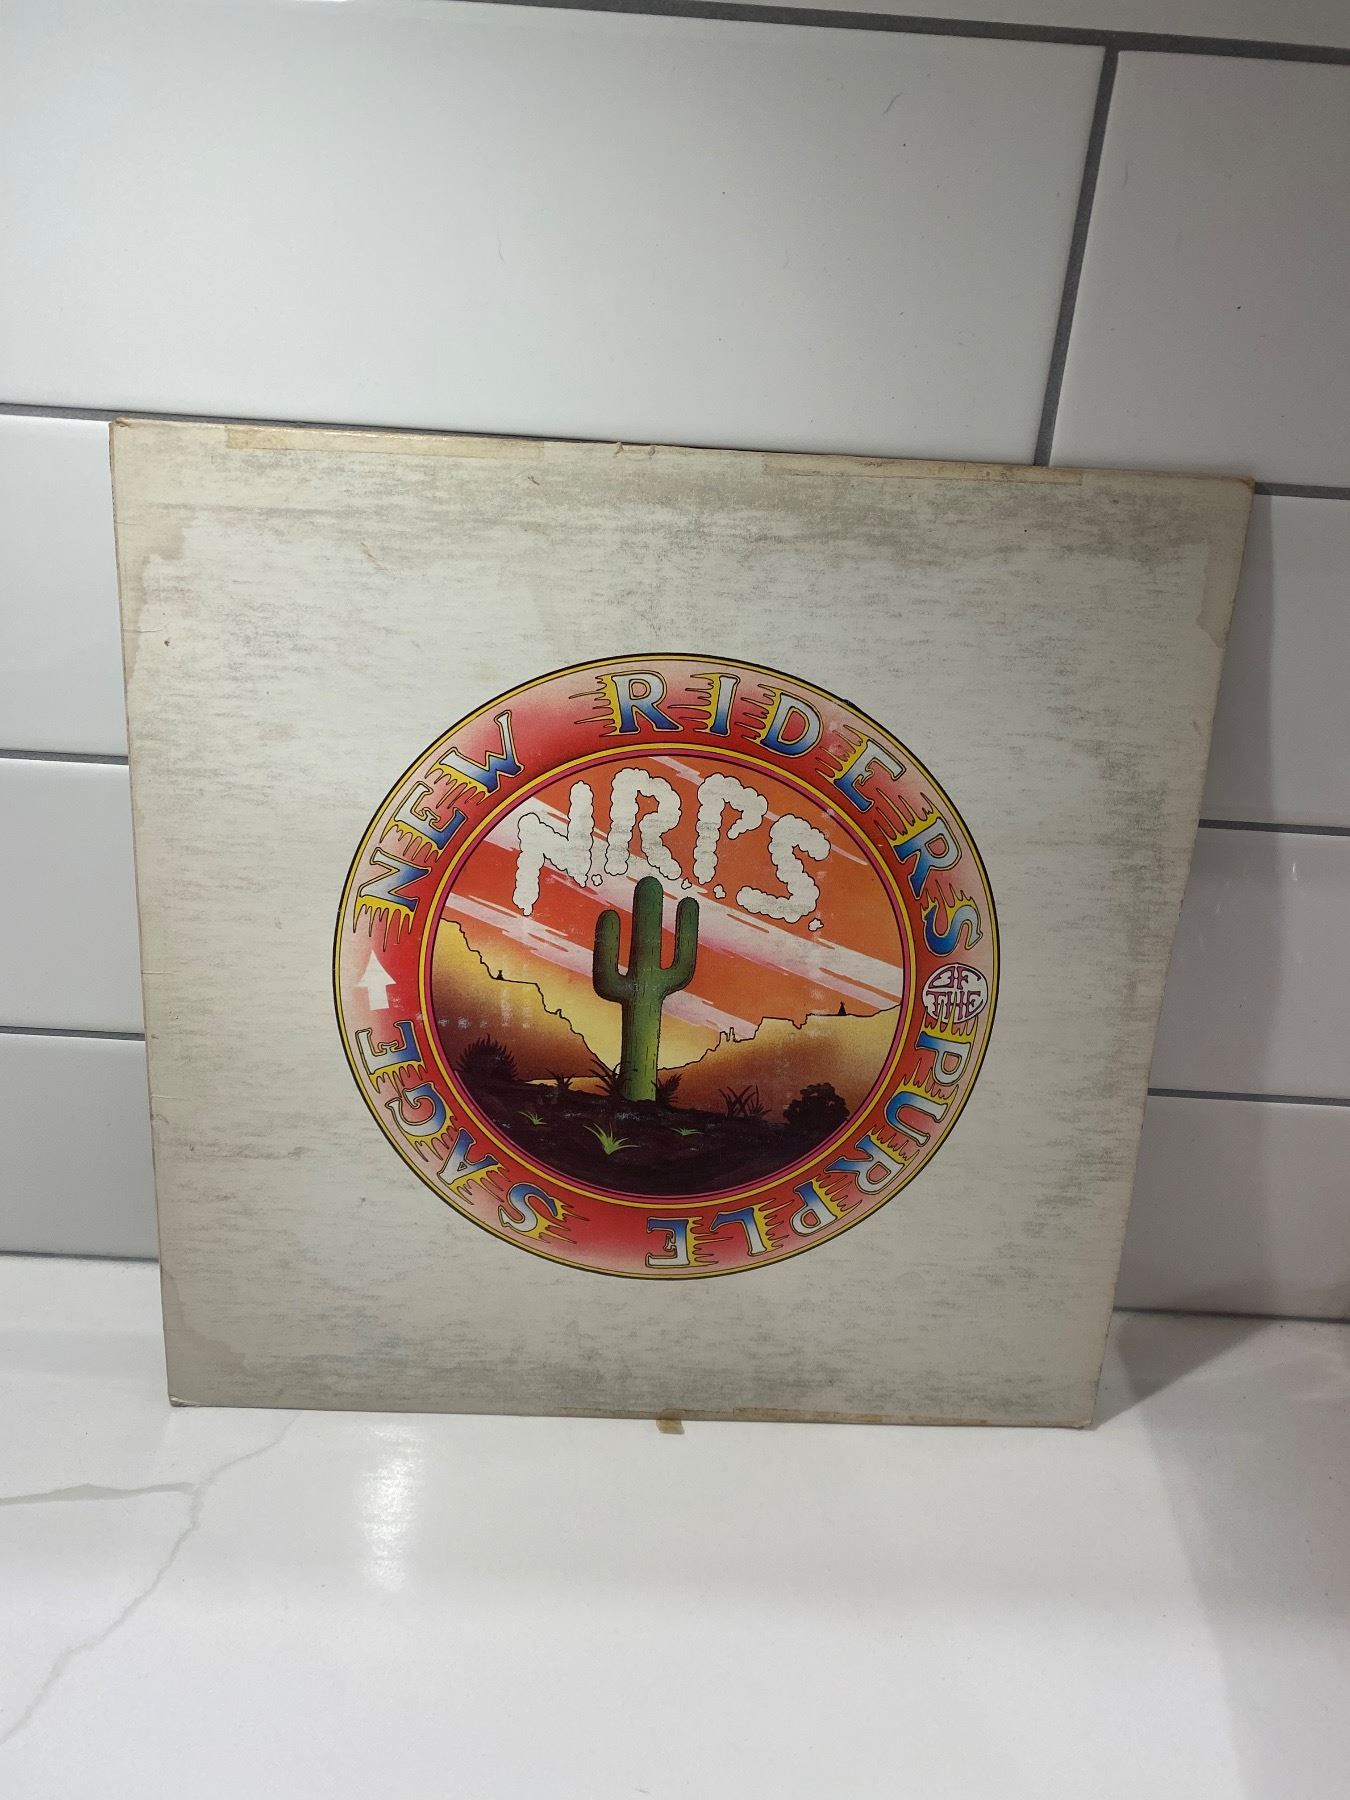 NEW RIDERS OF THE PURPLE SAGE
N.R.P.S.